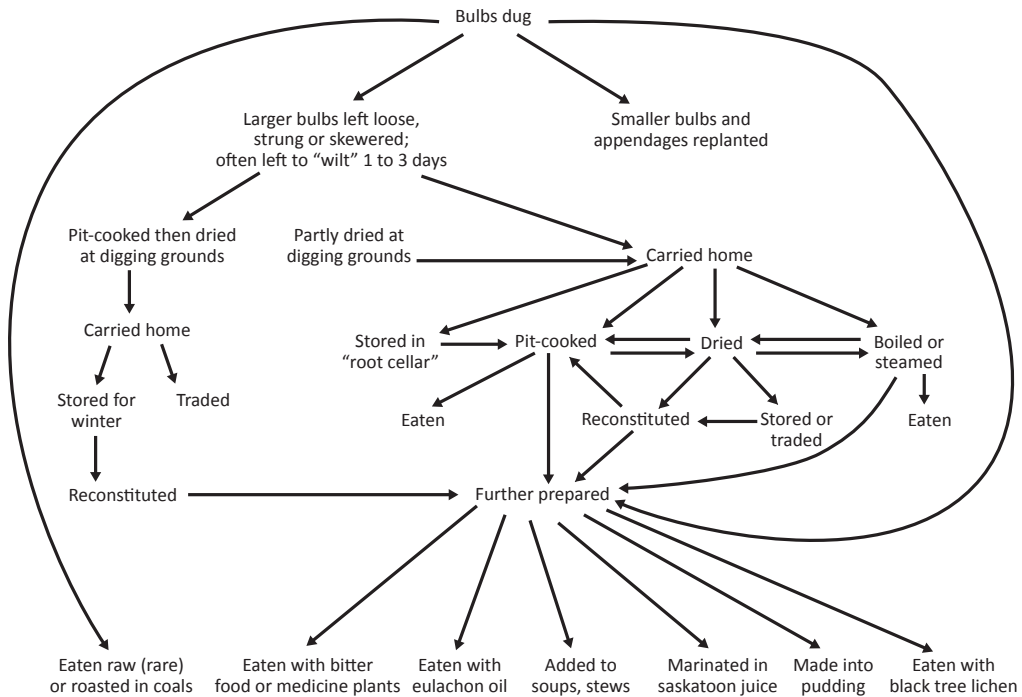 Bulbs dug
Larger bulbs left loose,
strung or skewered;
often left to “wilt” 1 to 3 days
Smaller bulbs and
appendages replanted
Pit-cooked then dried
at digging grounds
Partly dried at
digging grounds
Carried home
Carried home
Stored in
“root cellar”
Pit-cooked
Dried
Boiled or
steamed
Stored for
winter
Traded
Eaten
Reconstituted
Stored or
traded
Eaten
Reconstituted
Further prepared
Eaten raw (rare)
or roasted in coals
Eaten with bitter
food or medicine plants
Eaten with
eulachon oil
Added to
soups, stews
Marinated in
saskatoon juice
Made into
pudding
Eaten with
black tree lichen